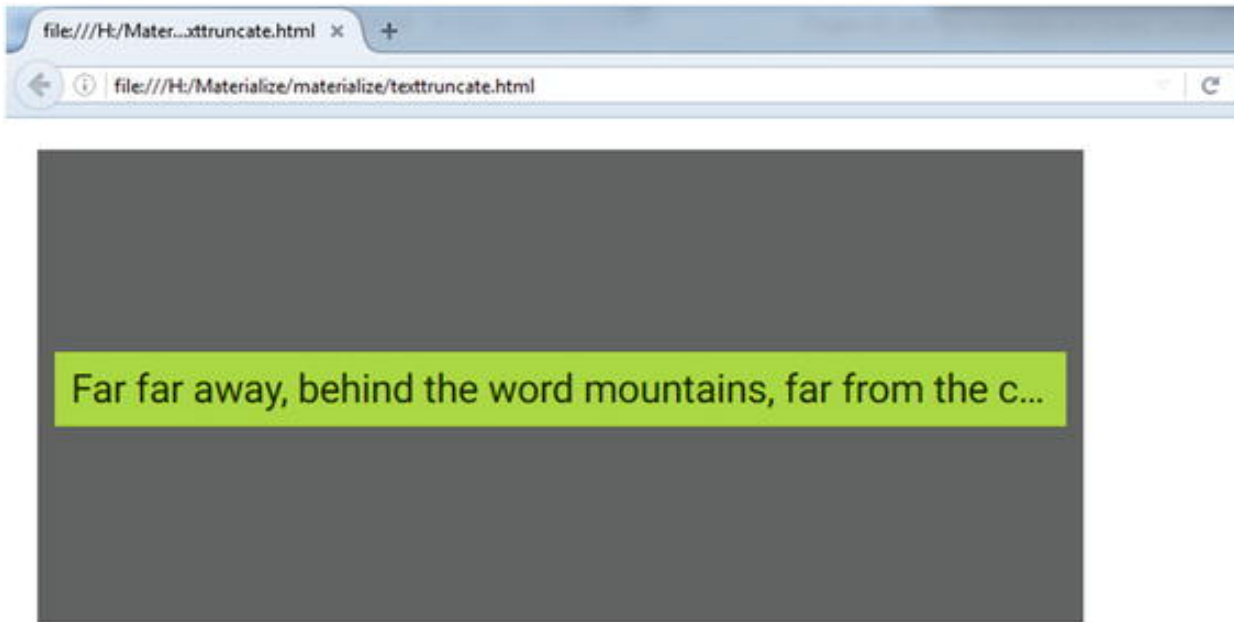 file:///H:/Mater...xttruncate.html
file:///H:/Materialize/materialize/texttruncate.html
Far far away, behind the word mountains, far from the c...